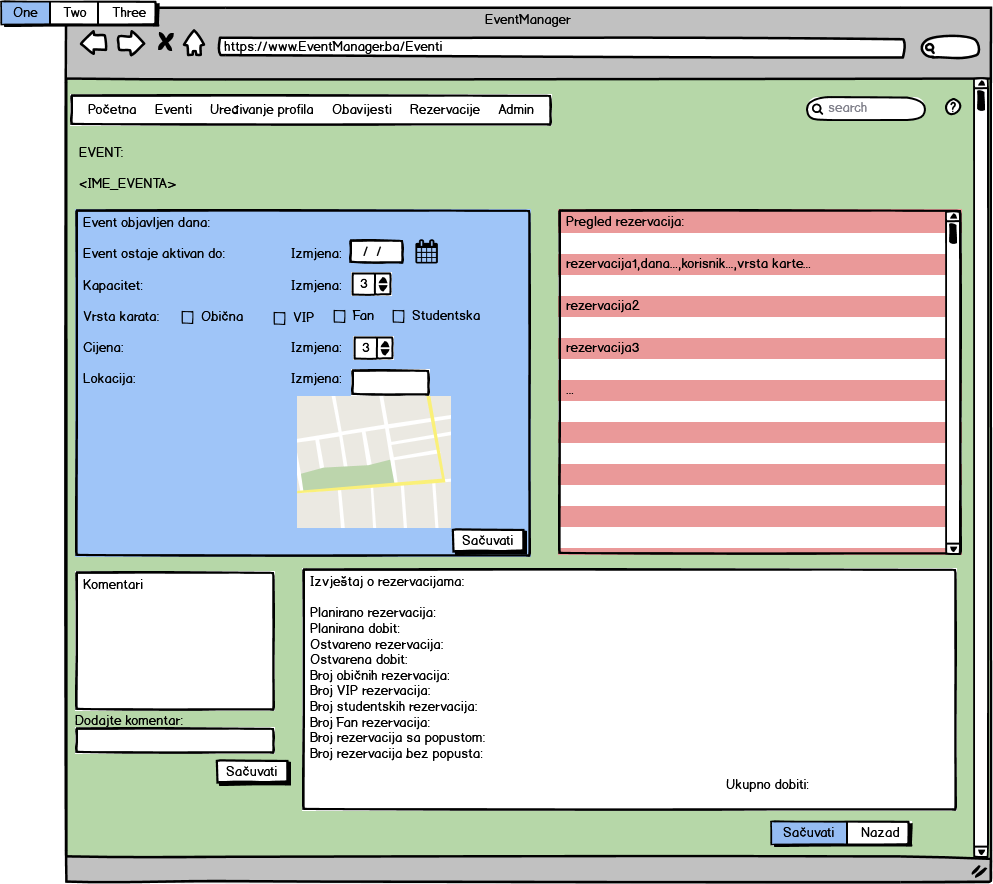 One Two Three
EventManager
https://www.EventManager.ba/Eventi
Početna Eventi Uređivanje profila Obavijesti Rezervacije Admin
search
?
EVENT:
<IME_EVENTA>
Event objavljen dana:
Event ostaje aktivan do: Izmjena: / /
Kapacitet: Izmjena: 3
Vrsta karata: Obična VIP Fan Studentska
Cijena: Izmjena: 3
Lokacija: Izmjena:
Sačuvati
Pregled rezervacija:
rezervacija1,dana...,korisnik...,vrsta karte...
rezervacija2
rezervacija3
...
Komentari
Dodajte komentar:
Sačuvati
Izvještaj o rezervacijama:
Planirano rezervacija:
Planirana dobit:
Ostvareno rezervacija:
Ostvarena dobit:
Broj običnih rezervacija:
Broj VIP rezervacija:
Broj studentskih rezervacija:
Broj Fan rezervacija:
Broj rezervacija sa popustom:
Broj rezervacija bez popusta:
Ukupno dobiti:
Sačuvati Nazad